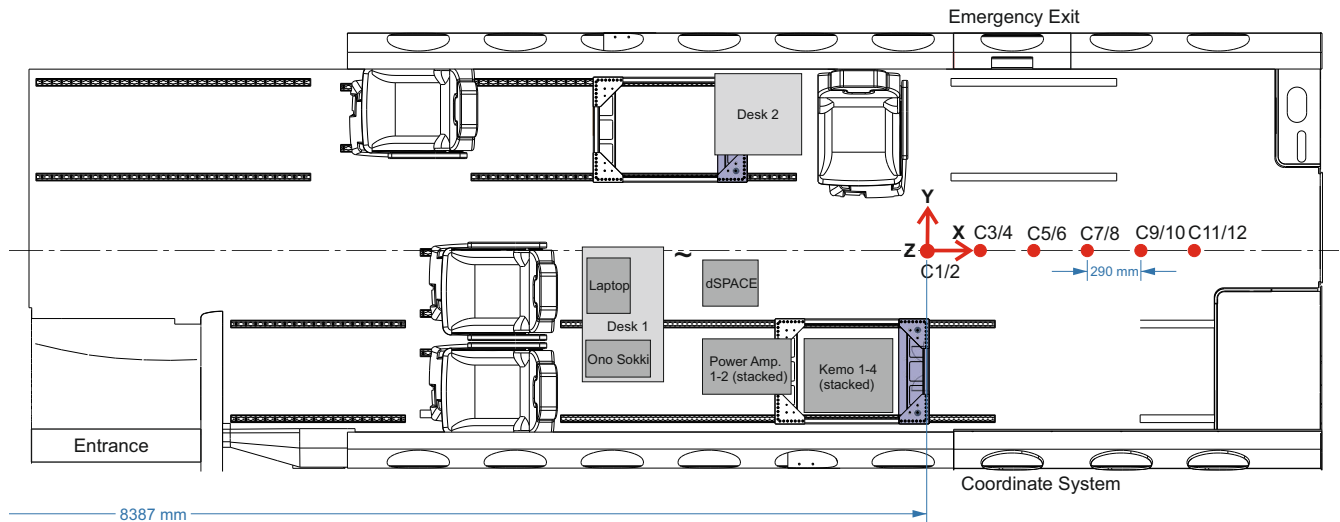 Emergency Exit
Desk 2
Y
X
Z
C1/2
C3/4
C5/6
C7/8
C9/10
C11/12
290 mm
~
Laptop
dSPACE
Desk 1
Ono Sokki
Power Amp.
1-2 (stacked)
Kemo 1-4
(stacked)
Entrance
Coordinate System
8387 mm